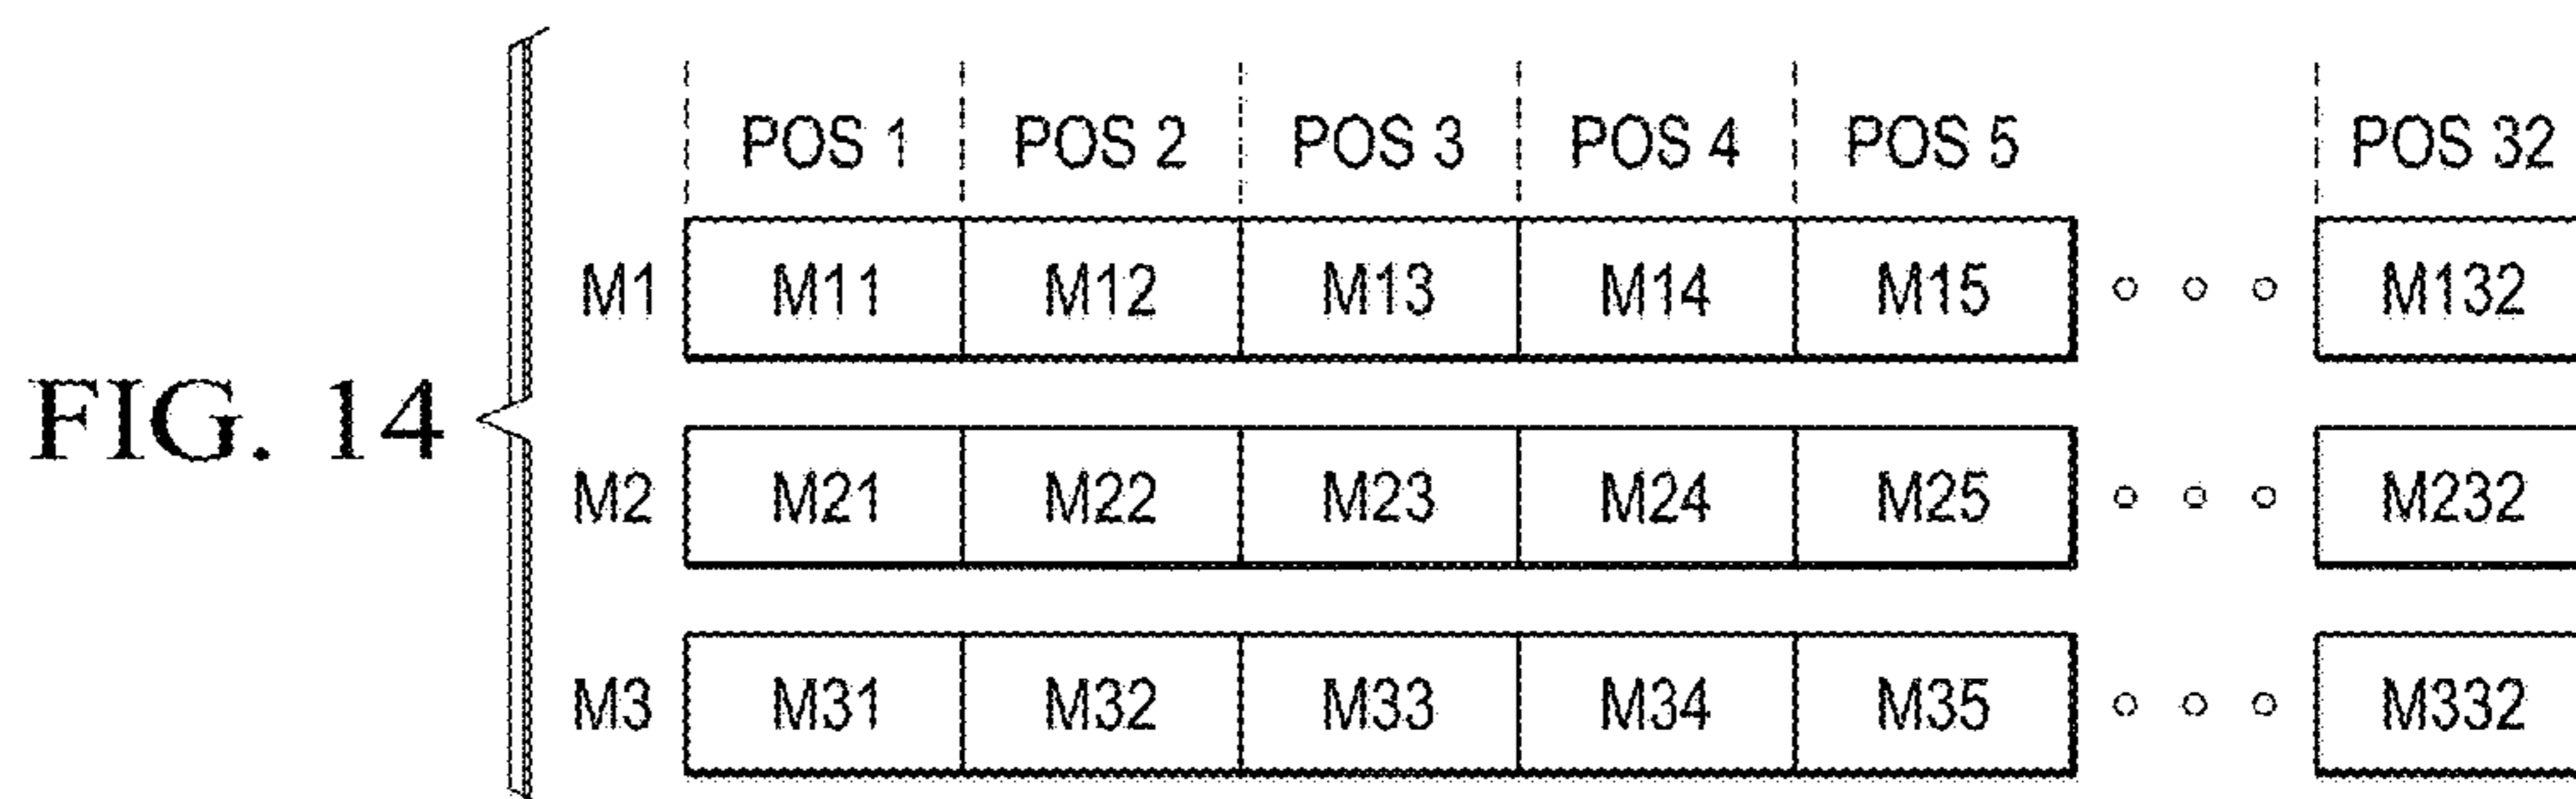 POS 1 POS 2 POS 3 POS 4 POS 5 POS 32
M1 M11 M12 M13 M14 M15 M132
FIG. 14
M2 M21 M22 M23 M24 M25 M232
M3 M31 M32 M33 M34 M35 M332